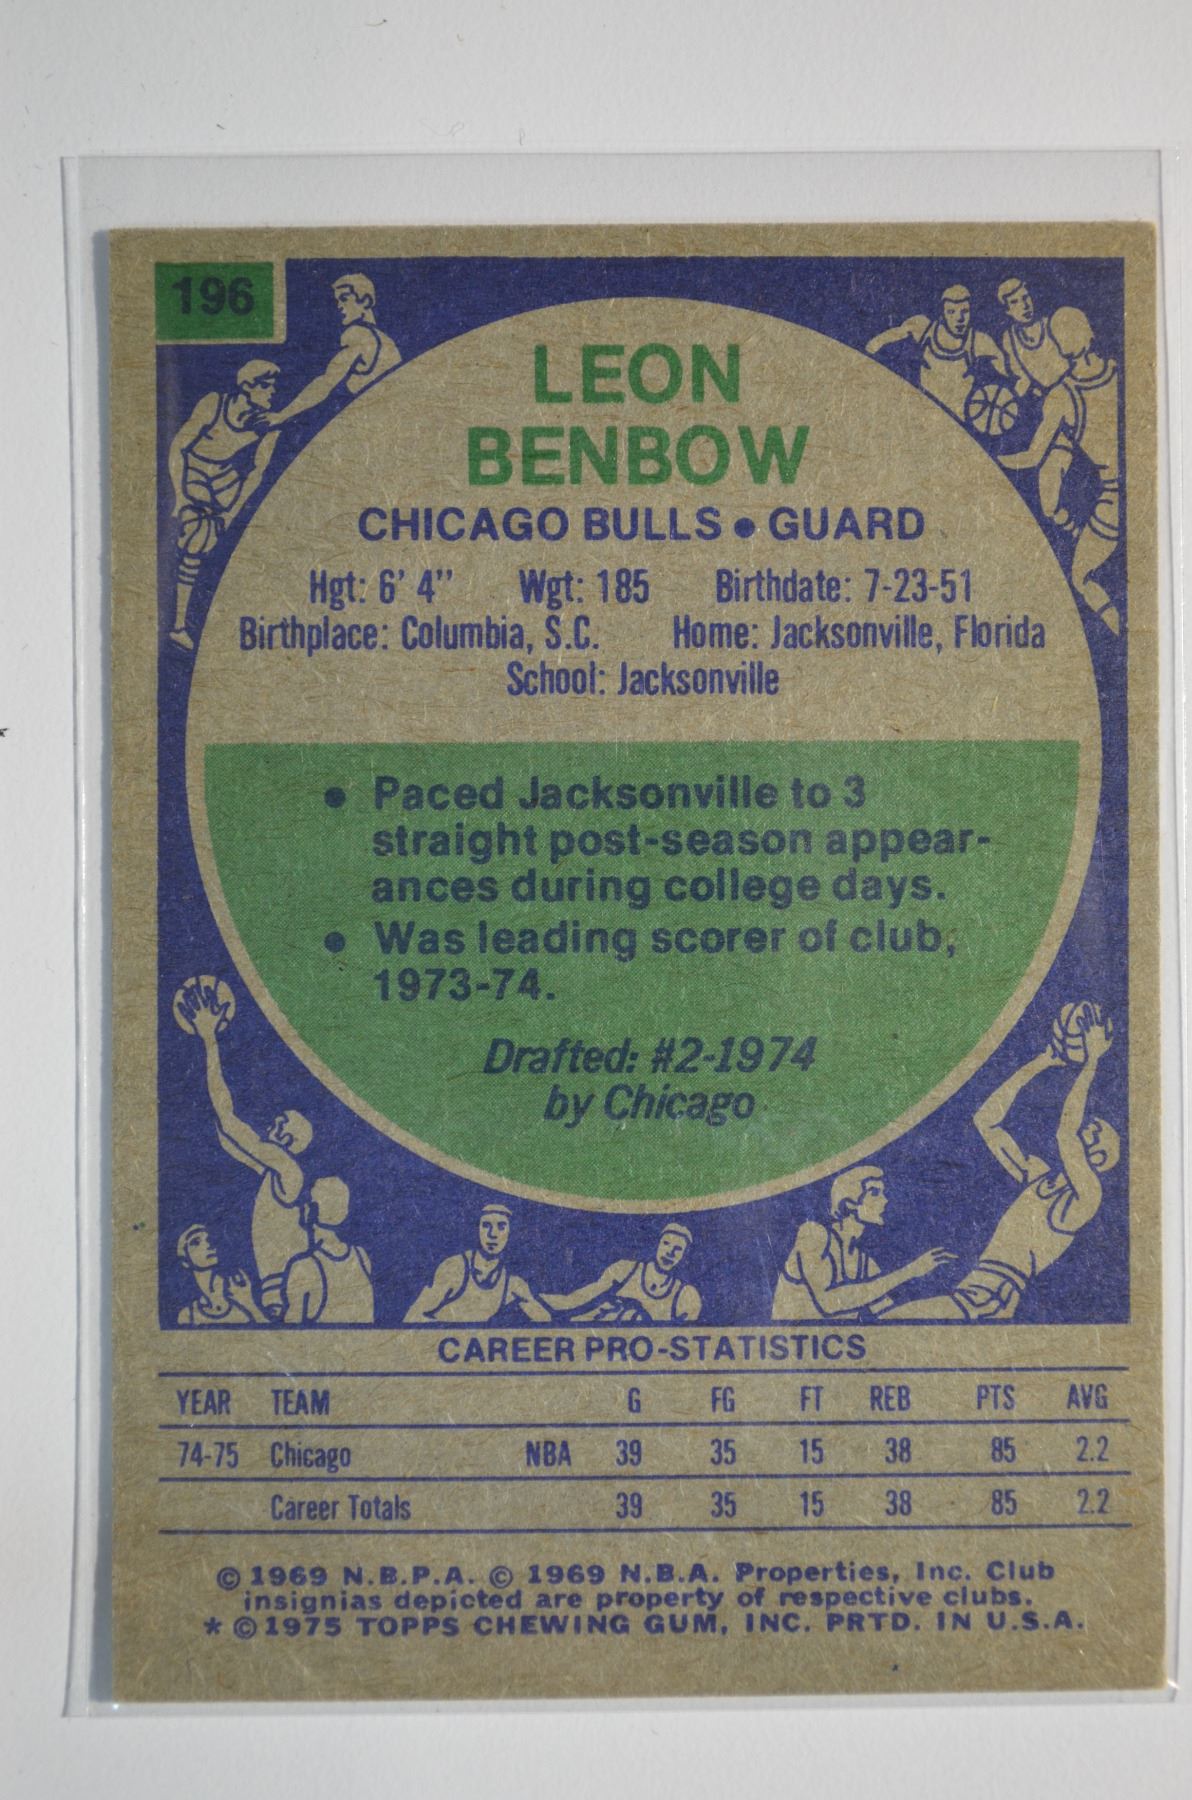 196
LEON
BENBOW
CHICAGO BULLS • GUARD
Hgt: 6' 4" Wgt: 185 Birthdate: 7-23-51
Birthplace: Columbia, S.C. Home: Jacksonville, Florida
School: Jacksonville
• Paced Jacksonville to 3
straight post-season appear-
ances during college days.
• Was leading scorer of club,
1973-74.
Drafted: #2-1974
by Chicago
CAREER PRO-STATISTICS
YEAR TEAM G FG FT REB PTS AVG
74-75 Chicago NBA 39 35 15 38 85 2.2
Career Totals 39 35 15 38 85 2.2
© 1969 N.B.P.A. © 1969 N.B.A. Properties, Inc. Club
insignias depicted are property of respective clubs.
* © 1975 TOPPS CHEWING GUM, INC. PRTD. IN U.S.A.